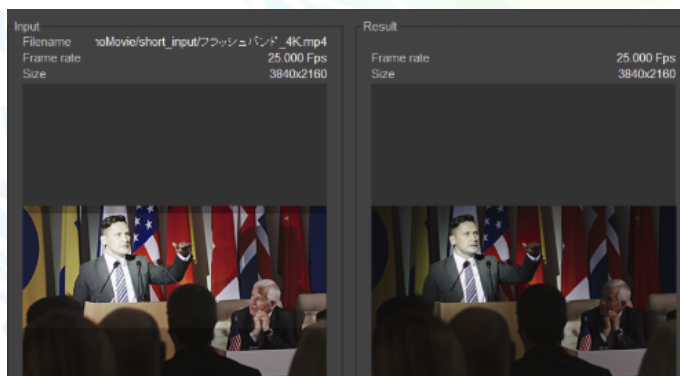 Input
Filename noMovie/short_input/フラッシュバンド_4K.mp4
Frame rate 25.000 Fps
Size 3840x2160
Result
Frame rate 25.000 Fps
Size 3840x2160